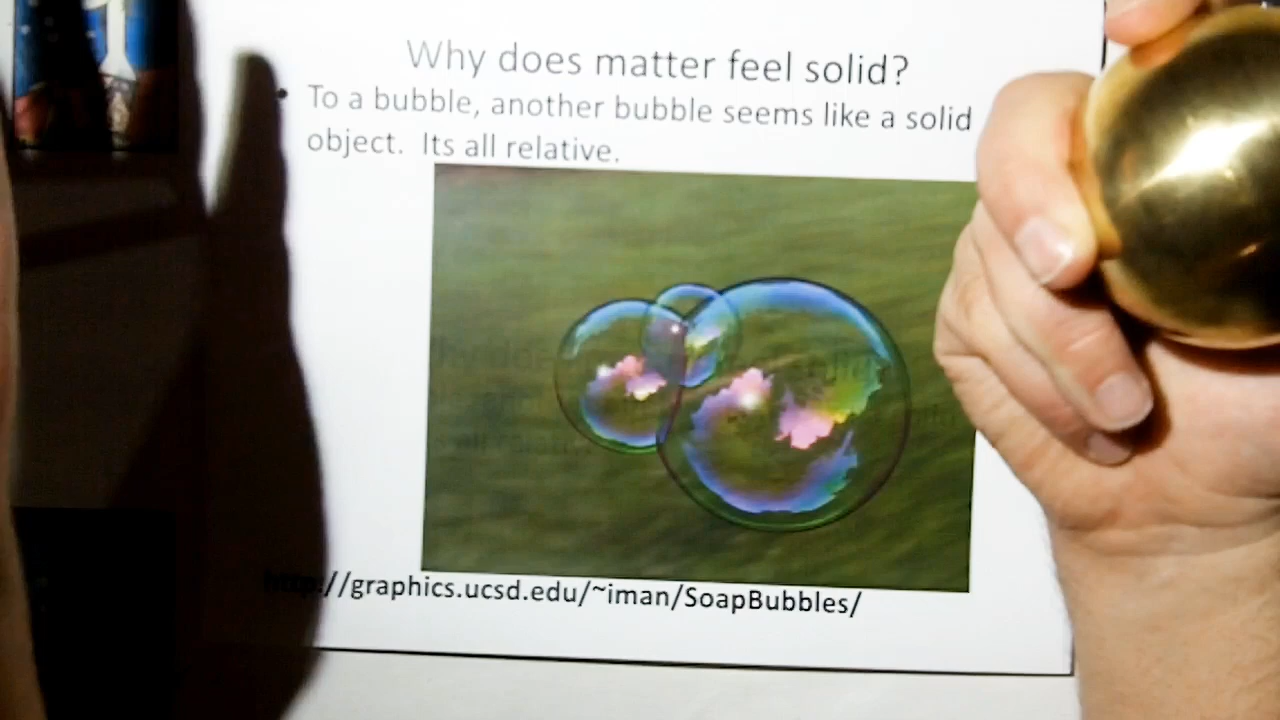 Why does matter feel solid?
• To a bubble, another bubble seems like a solid
object. Its all relative.
http://graphics.ucsd.edu/~iman/SoapBubbles/